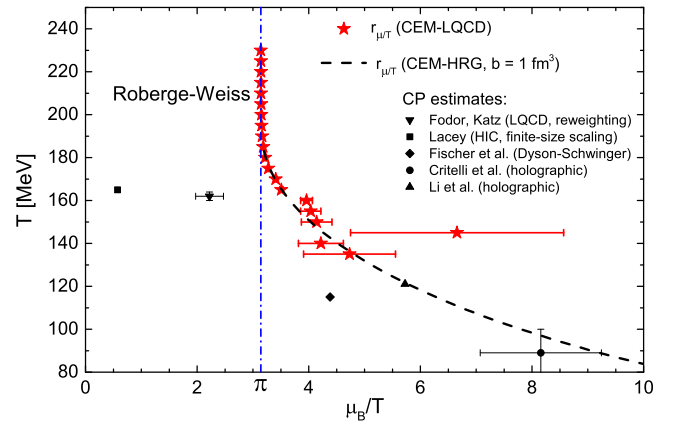 240
220
200
180
160
140
120
100
80
T [MeV]
r_μ/T (CEM-LQCD)
r_μ/T (CEM-HRG, b = 1 fm³)
Roberge-Weiss
CP estimates:
Fodor, Katz (LQCD, reweighting)
Lacey (HIC, finite-size scaling)
Fischer et al. (Dyson-Schwinger)
Critelli et al. (holographic)
Li et al. (holographic)
0 2 π 4 6 8 10
μ_B/T